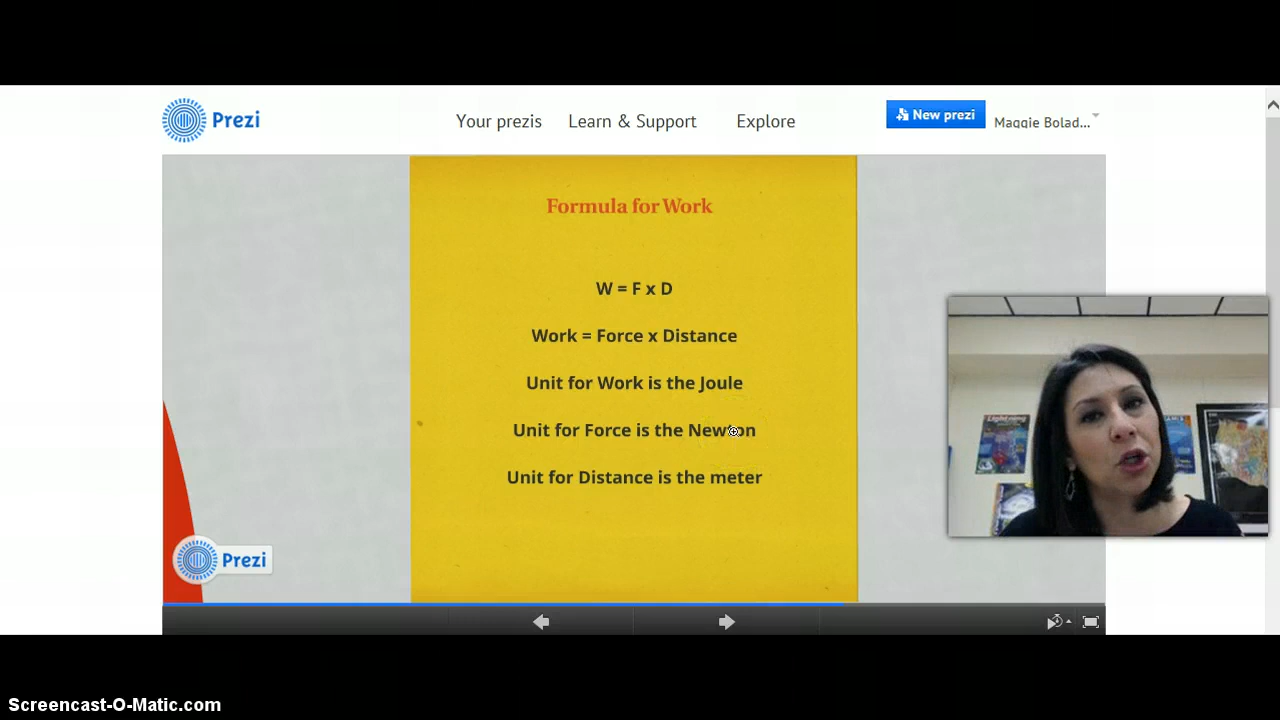 Prezi
Your prezis
Learn & Support
Explore
New prezi
Maggie Bolad...
Formula for Work
W = F x D
Work = Force x Distance
Unit for Work is the Joule
Unit for Force is the Newton
Unit for Distance is the meter
Prezi
Lightning
Screencast-O-Matic.com